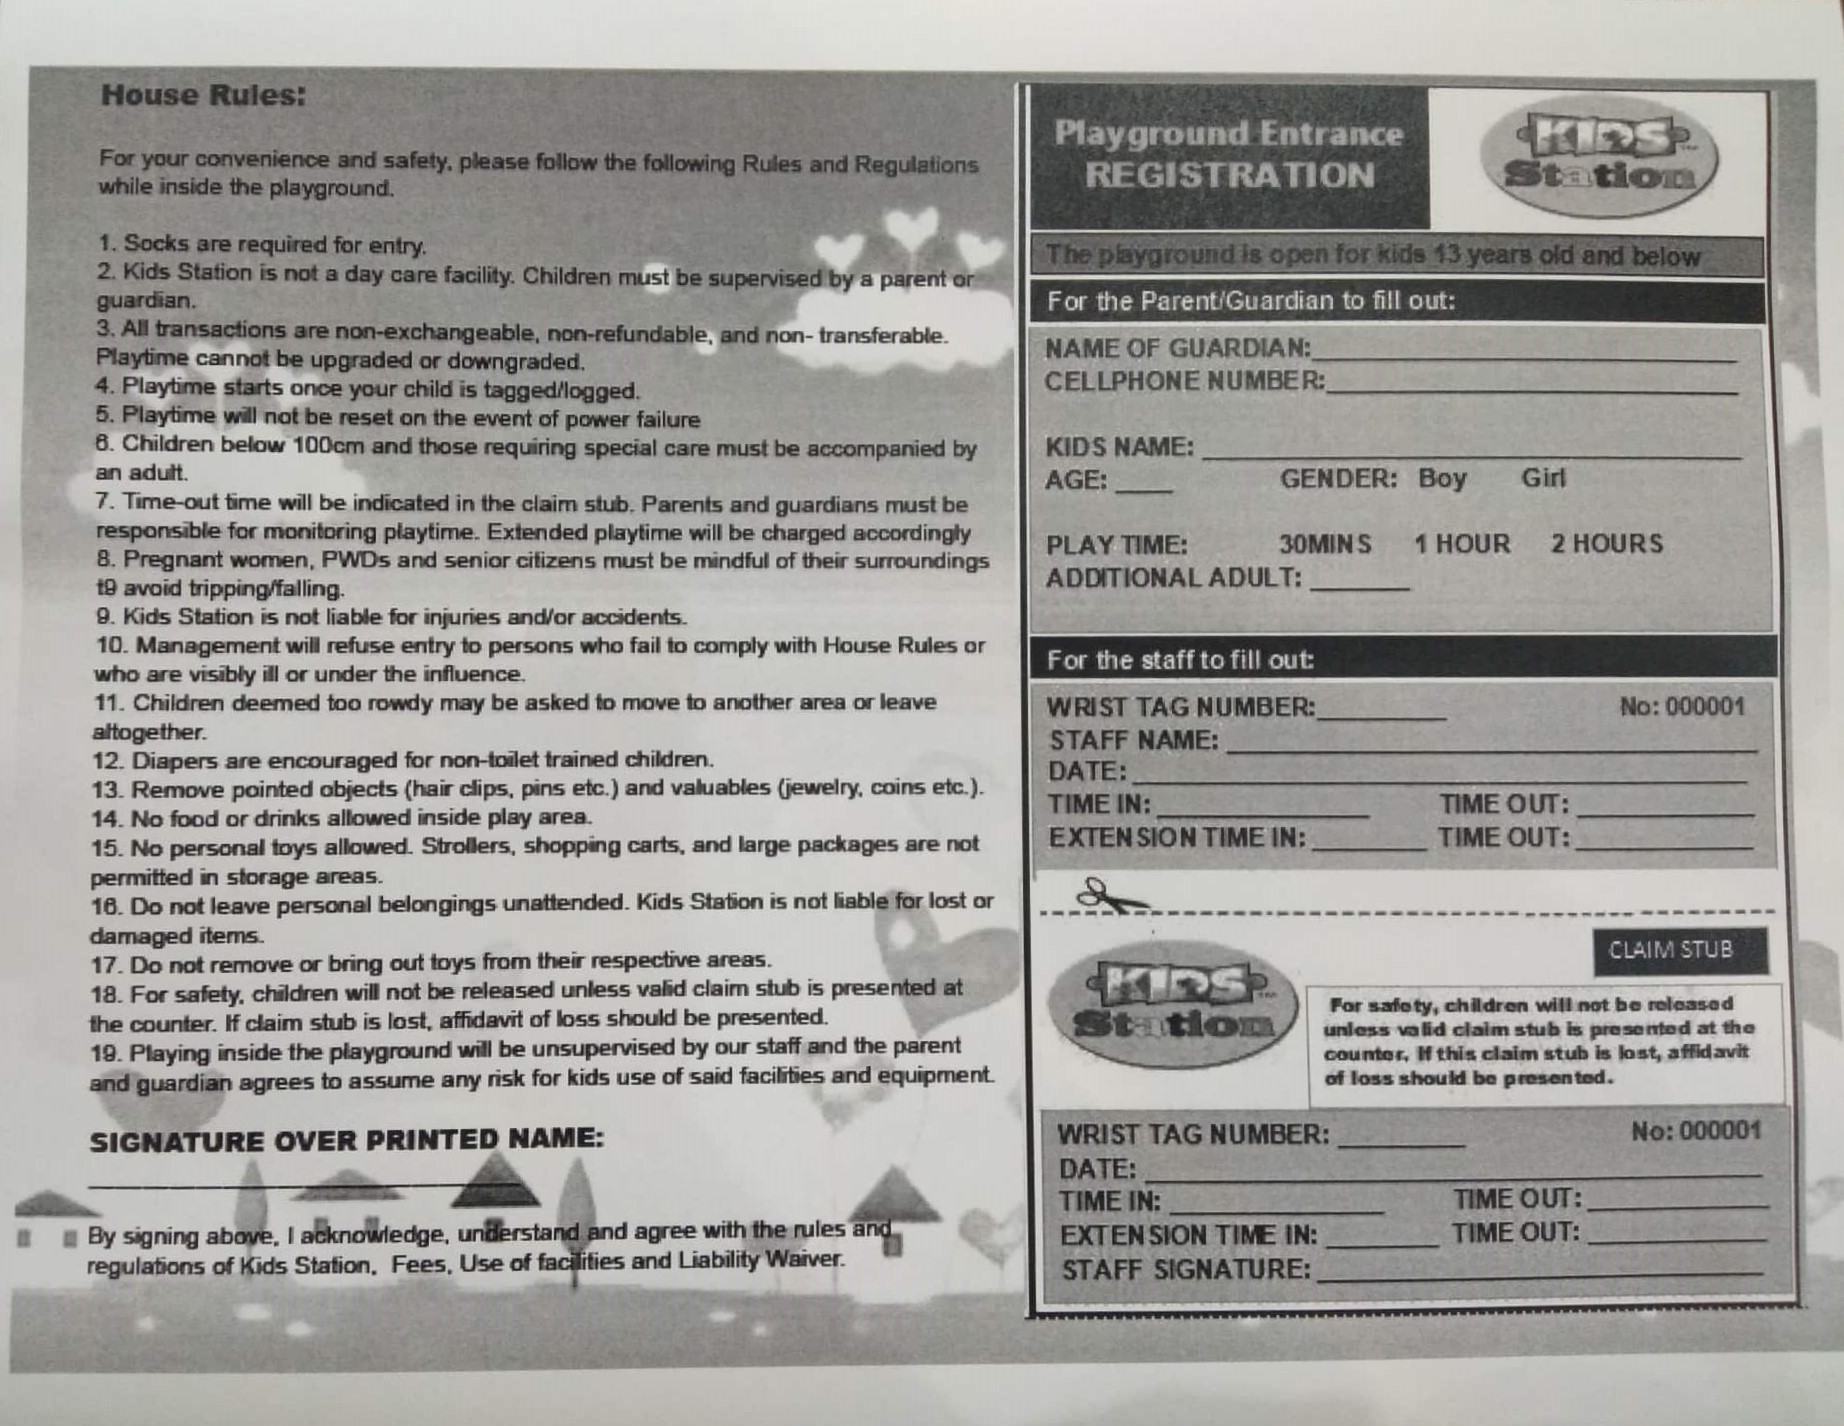 House Rules:
For your convenience and safety, please follow the following Rules and Regulations
while inside the playground.
1. Socks are required for entry.
2. Kids Station is not a day care facility. Children must be supervised by a parent or
guardian.
3. All transactions are non-exchangeable, non-refundable, and non- transferable.
Playtime cannot be upgraded or downgraded.
4. Playtime starts once your child is tagged/logged.
5. Playtime will not be reset on the event of power failure
6. Children below 100cm and those requiring special care must be accompanied by
an adult.
7. Time-out time will be indicated in the claim stub. Parents and guardians must be
responsible for monitoring playtime. Extended playtime will be charged accordingly
8. Pregnant women, PWDs and senior citizens must be mindful of their surroundings
t9 avoid tripping/falling.
9. Kids Station is not liable for injuries and/or accidents.
10. Management will refuse entry to persons who fail to comply with House Rules or
who are visibly ill or under the influence.
11. Children deemed too rowdy may be asked to move to another area or leave
altogether.
12. Diapers are encouraged for non-toilet trained children.
13. Remove pointed objects (hair clips, pins etc.) and valuables (jewelry, coins etc.).
14. No food or drinks allowed inside play area.
15. No personal toys allowed. Strollers, shopping carts, and large packages are not
permitted in storage areas.
16. Do not leave personal belongings unattended. Kids Station is not liable for lost or
damaged items.
17. Do not remove or bring out toys from their respective areas.
18. For safety, children will not be released unless valid claim stub is presented at
the counter. If claim stub is lost, affidavit of loss should be presented.
19. Playing inside the playground will be unsupervised by our staff and the parent
and guardian agrees to assume any risk for kids use of said facilities and equipment.
SIGNATURE OVER PRINTED NAME:
By signing above, I acknowledge, understand and agree with the rules and
regulations of Kids Station, Fees, Use of facilities and Liability Waiver.
Playground Entrance
REGISTRATION
KIDS
Station
The playground is open for kids 13 years old and below
For the Parent/Guardian to fill out:
NAME OF GUARDIAN:
CELLPHONE NUMBER:
KIDS NAME:
AGE: GENDER: Boy Girl
PLAY TIME: 30MINS 1 HOUR 2 HOURS
ADDITIONAL ADULT:
For the staff to fill out:
WRIST TAG NUMBER: No: 000001
STAFF NAME:
DATE:
TIME IN: TIME OUT:
EXTENSION TIME IN: TIME OUT:
CLAIM STUB
KIDS
Station
For safety, children will not be released
unless valid claim stub is presented at the
counter, If this claim stub is lost, affidavit
of loss should be presented.
WRIST TAG NUMBER: No: 000001
DATE:
TIME IN: TIME OUT:
EXTENSION TIME IN: TIME OUT:
STAFF SIGNATURE: